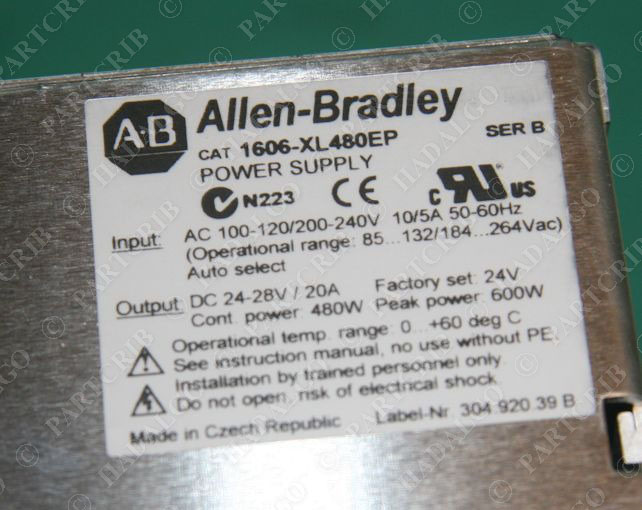 A·B Allen-Bradley
CAT 1606-XL480EP SER B
POWER SUPPLY
N223 CE c RU US
Input: AC 100-120/200-240V 10/5A 50-60Hz
(Operational range: 85...132/184...264Vac)
Auto select
Output: DC 24-28V / 20A Factory set: 24V
Cont. power: 480W Peak power: 600W
Operational temp. range: 0...+60 deg C
See instruction manual, no use without PE,
Installation by trained personnel only.
Do not open, risk of electrical shock.
Made in Czech Republic Label-Nr. 304.920.39 B
© PARTCRIB
© HADALGO